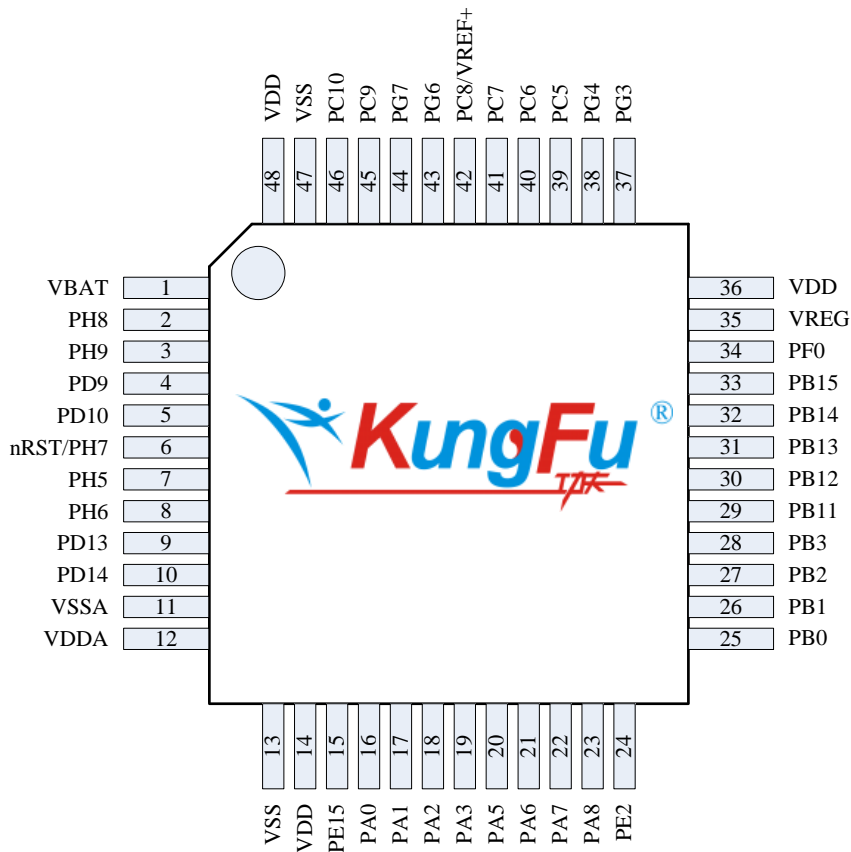 VDD
VSS
PC10
PC9
PG7
PG6
PC8/VREF+
PC7
PC6
PC5
PG4
PG3
48
47
46
45
44
43
42
41
40
39
38
37
VBAT 1
PH8 2
PH9 3
PD9 4
PD10 5
nRST/PH7 6
PH5 7
PH6 8
PD13 9
PD14 10
VSSA 11
VDDA 12
KungFu ®
功夫
36 VDD
35 VREG
34 PF0
33 PB15
32 PB14
31 PB13
30 PB12
29 PB11
28 PB3
27 PB2
26 PB1
25 PB0
13
14
15
16
17
18
19
20
21
22
23
24
VSS
VDD
PE15
PA0
PA1
PA2
PA3
PA5
PA6
PA7
PA8
PE2